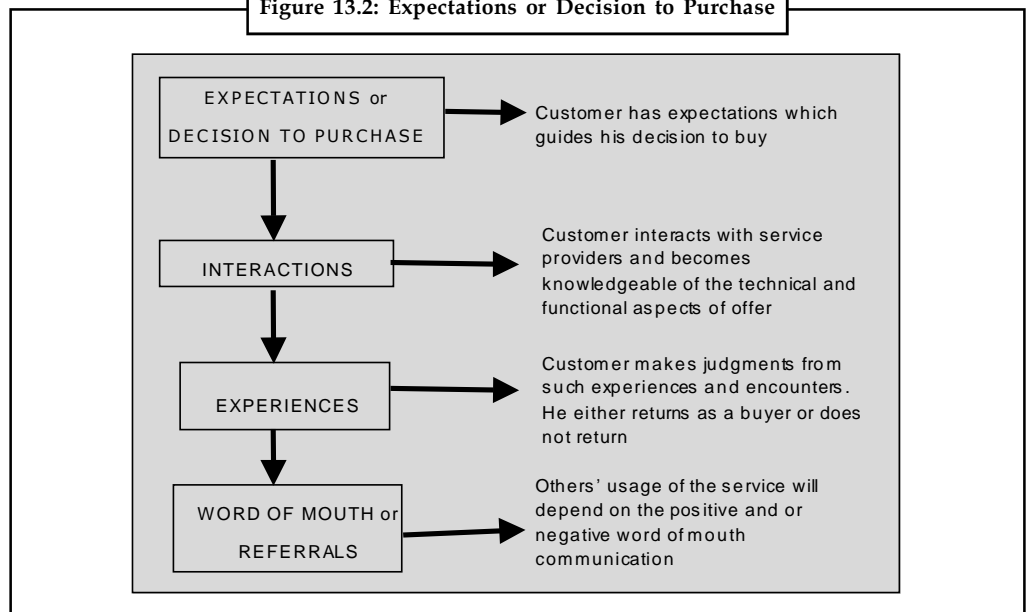 Figure 13.2: Expectations or Decision to Purchase
EXPECTATIONS or
DECISION TO PURCHASE
Customer has expectations which
guides his decision to buy
INTERACTIONS
Customer interacts with service
providers and becomes
knowledgeable of the technical and
functional aspects of offer
EXPERIENCES
Customer makes judgments from
such experiences and encounters.
He either returns as a buyer or does
not return
WORD OF MOUTH or
REFERRALS
Others’ usage of the service will
depend on the positive and or
negative word of mouth
communication